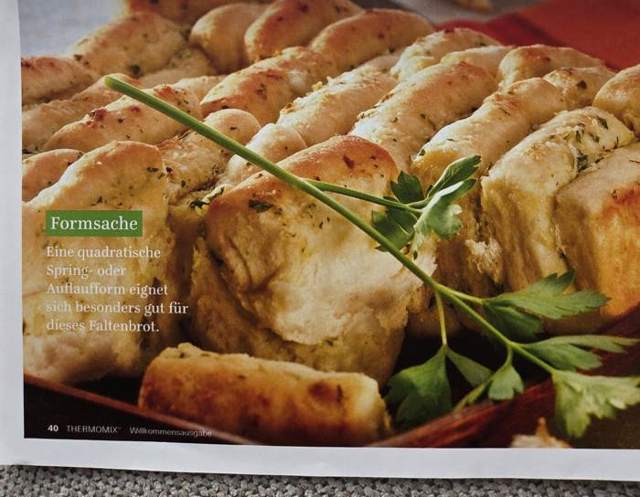 Formsache
Eine quadratische
Spring- oder
Auflaufform eignet
sich besonders gut für
dieses Faltenbrot.
40 THERMOMIX® Willkommensausgabe